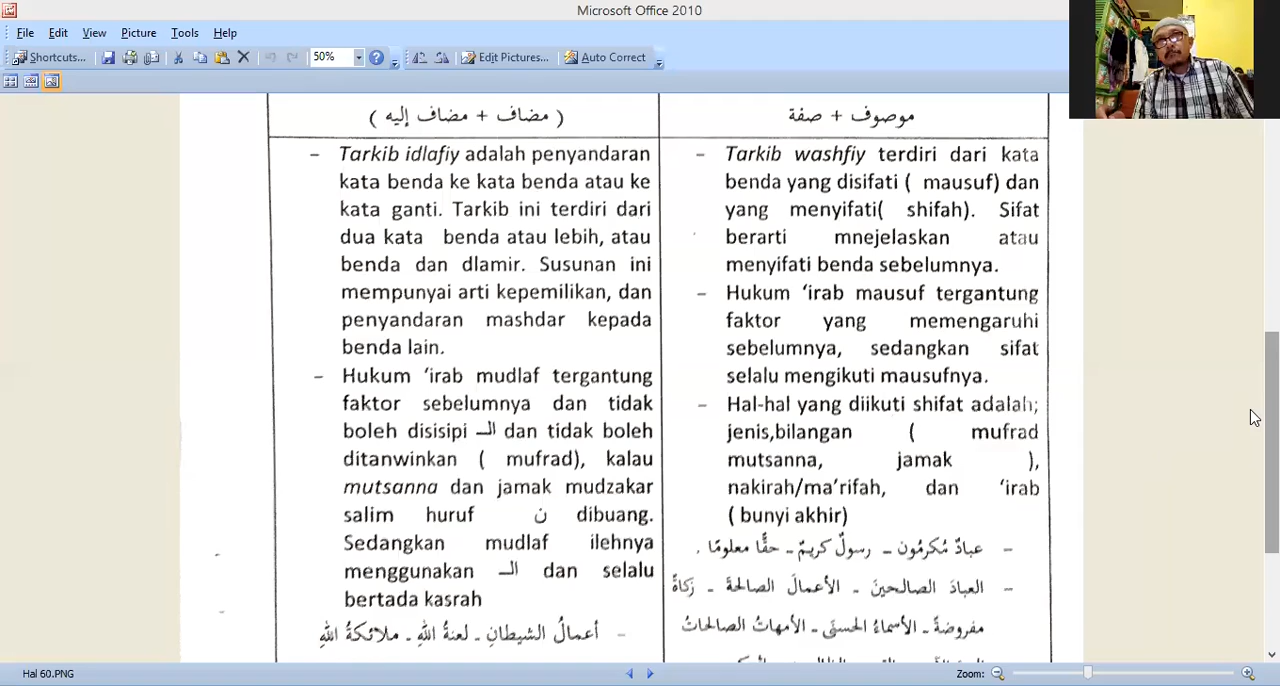 Microsoft Office 2010
File Edit View Picture Tools Help
Shortcuts... 50% Edit Pictures... Auto Correct
( مضاف + مضاف إليه )
- Tarkib idlafiy adalah penyandaran
kata benda ke kata benda atau ke
kata ganti. Tarkib ini terdiri dari
dua kata benda atau lebih, atau
benda dan dlamir. Susunan ini
mempunyai arti kepemilikan, dan
penyandaran mashdar kepada
benda lain.
- Hukum ‘irab mudlaf tergantung
faktor sebelumnya dan tidak
boleh disisipi الـ dan tidak boleh
ditanwinkan ( mufrad), kalau
mutsanna dan jamak mudzakar
salim huruf ن dibuang.
Sedangkan mudlaf ilehnya
menggunakan الـ dan selalu
bertada kasrah
- أعمالُ الشيطانِ ـ لعنةُ اللهِ ـ ملائكةُ اللهِ
موصوف + صفة
- Tarkib washfiy terdiri dari kata
benda yang disifati ( mausuf) dan
yang menyifati( shifah). Sifat
berarti mnejelaskan atau
menyifati benda sebelumnya.
- Hukum ‘irab mausuf tergantung
faktor yang memengaruhi
sebelumnya, sedangkan sifat
selalu mengikuti mausufnya.
- Hal-hal yang diikuti shifat adalah;
jenis,bilangan ( mufrad
mutsanna, jamak ),
nakirah/ma’rifah, dan ‘irab
( bunyi akhir)
- عبادٌ مُكرمُون ـ رسولٌ كريمٌ ـ حقًّا معلومًا .
- العبادَ الصالحينَ ـ الأعمالَ الصالحةَ ـ زكاةً
مفروضةً ـ الأسماءُ الحسنَى ـ الأمهاتُ الصالحاتُ
Hal 60.PNG Zoom: